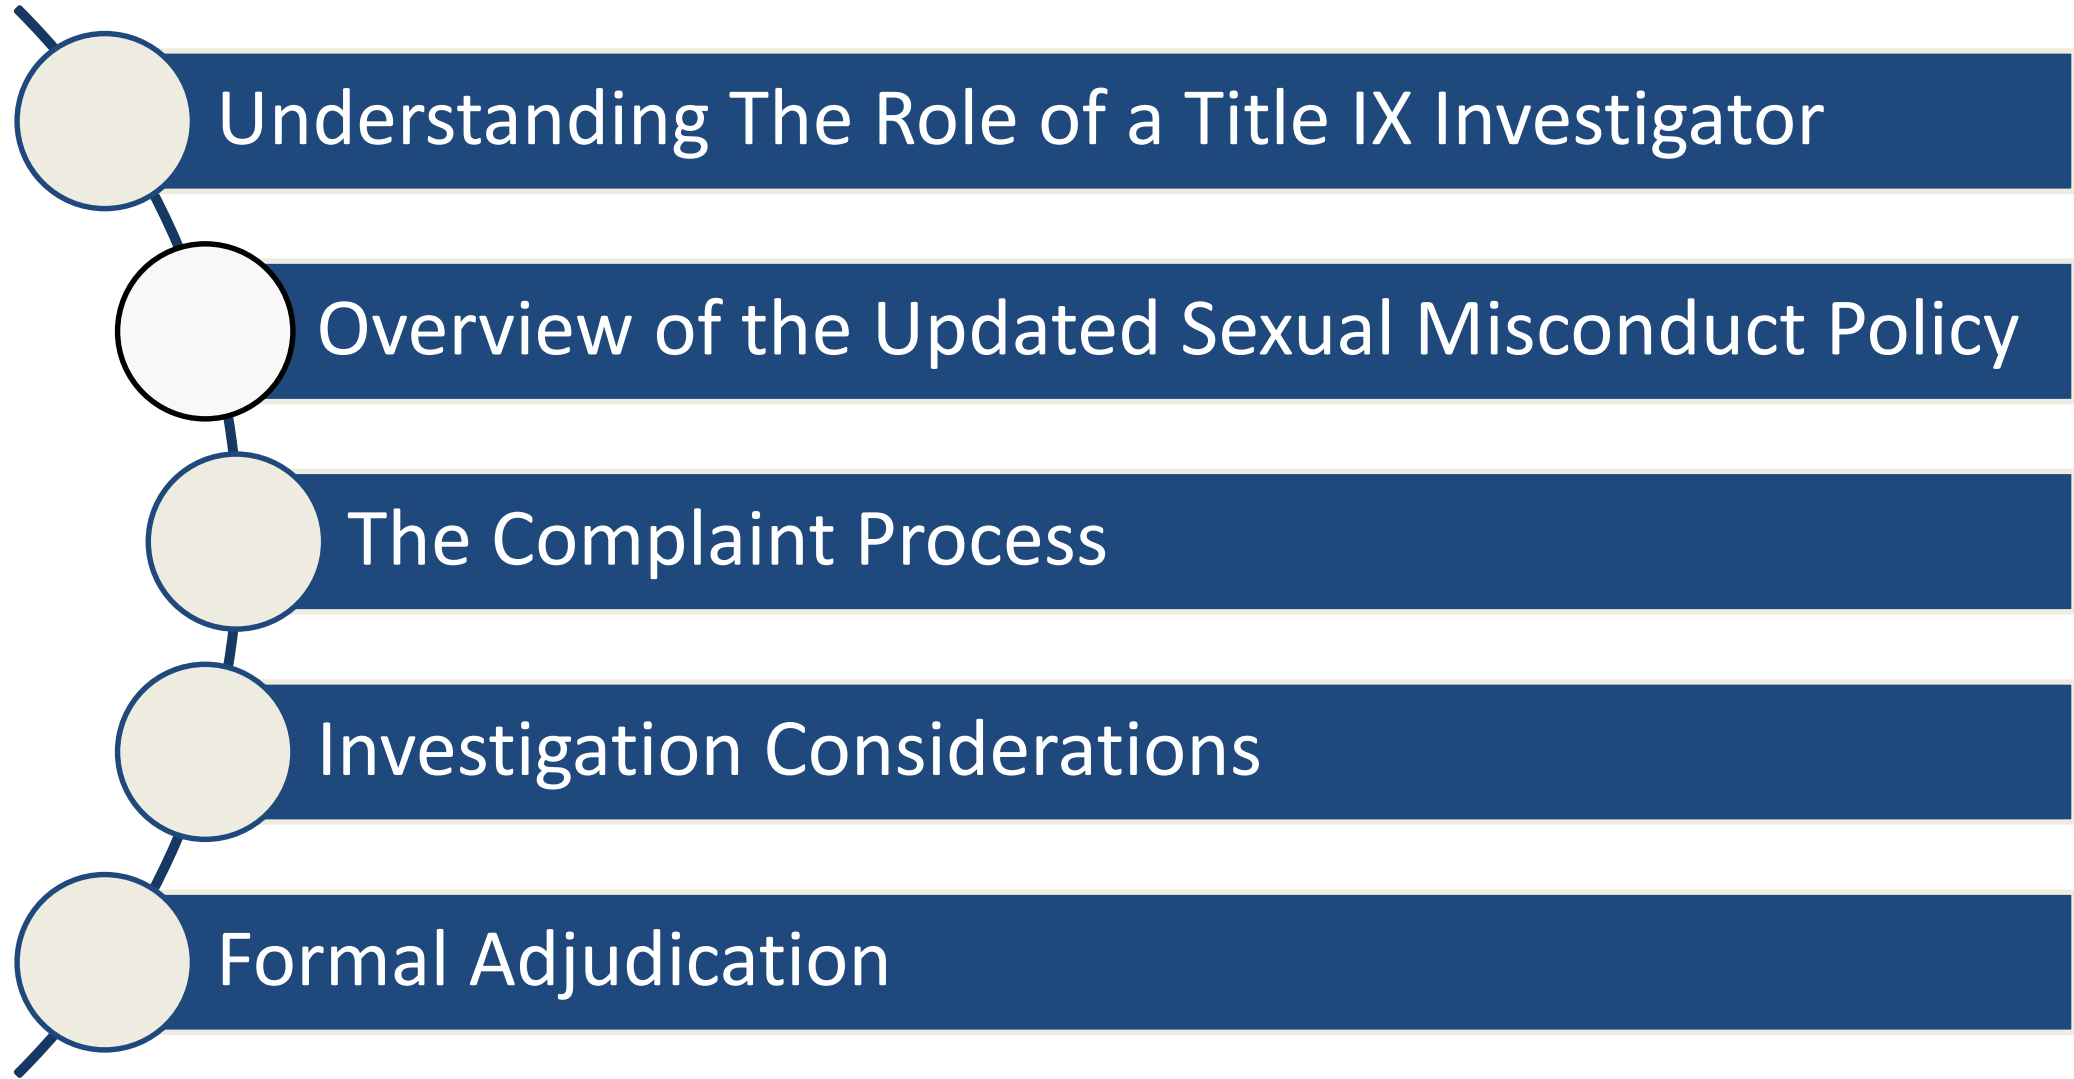 Understanding The Role of a Title IX Investigator
Overview of the Updated Sexual Misconduct Policy
The Complaint Process
Investigation Considerations
Formal Adjudication